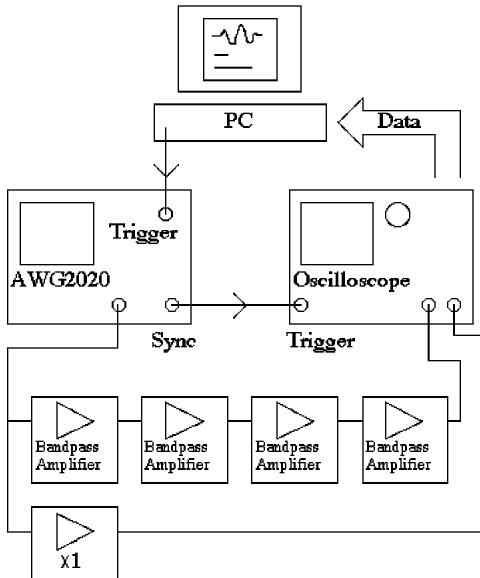 PC
Data
Trigger
AWG2020
Oscilloscope
Sync
Trigger
Bandpass
Amplifier
Bandpass
Amplifier
Bandpass
Amplifier
Bandpass
Amplifier
x1